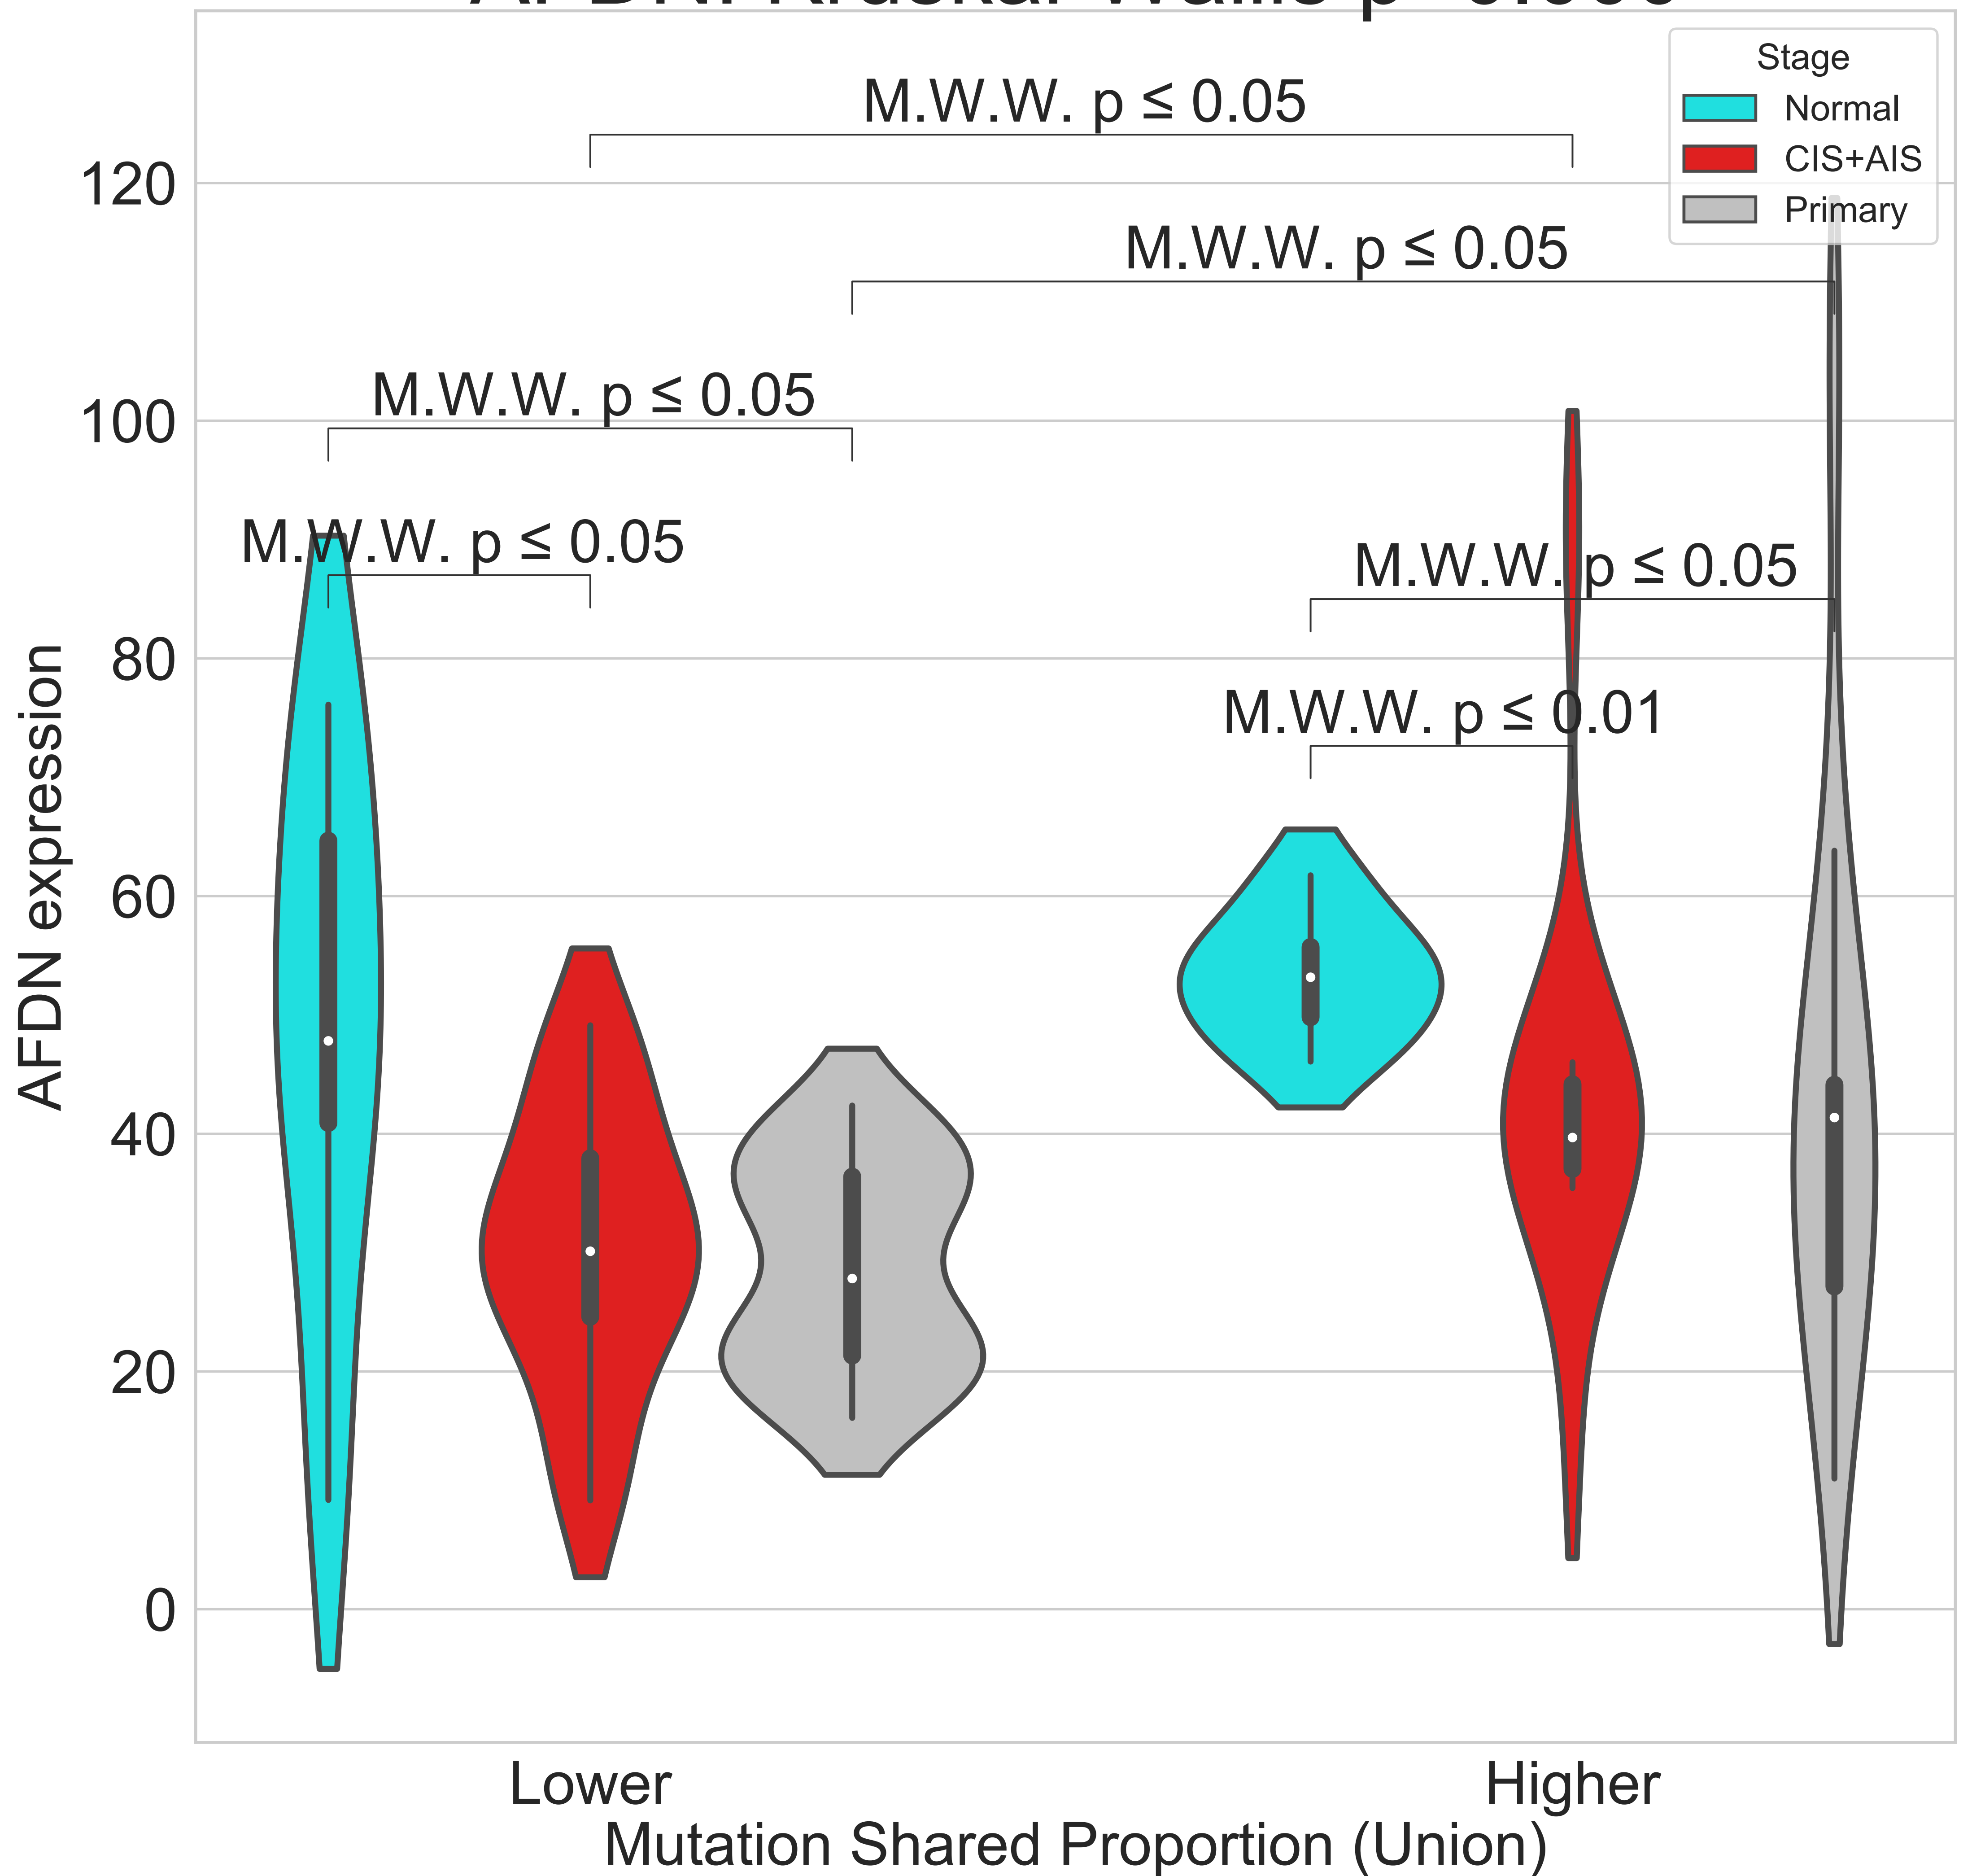 Stage
Normal
CIS+AIS
Primary
M.W.W. p ≤ 0.05
M.W.W. p ≤ 0.05
M.W.W. p ≤ 0.05
M.W.W. p ≤ 0.05
M.W.W. p ≤ 0.05
M.W.W. p ≤ 0.01
120
100
80
60
40
20
0
AFDN expression
Lower
Higher
Mutation Shared Proportion (Union)